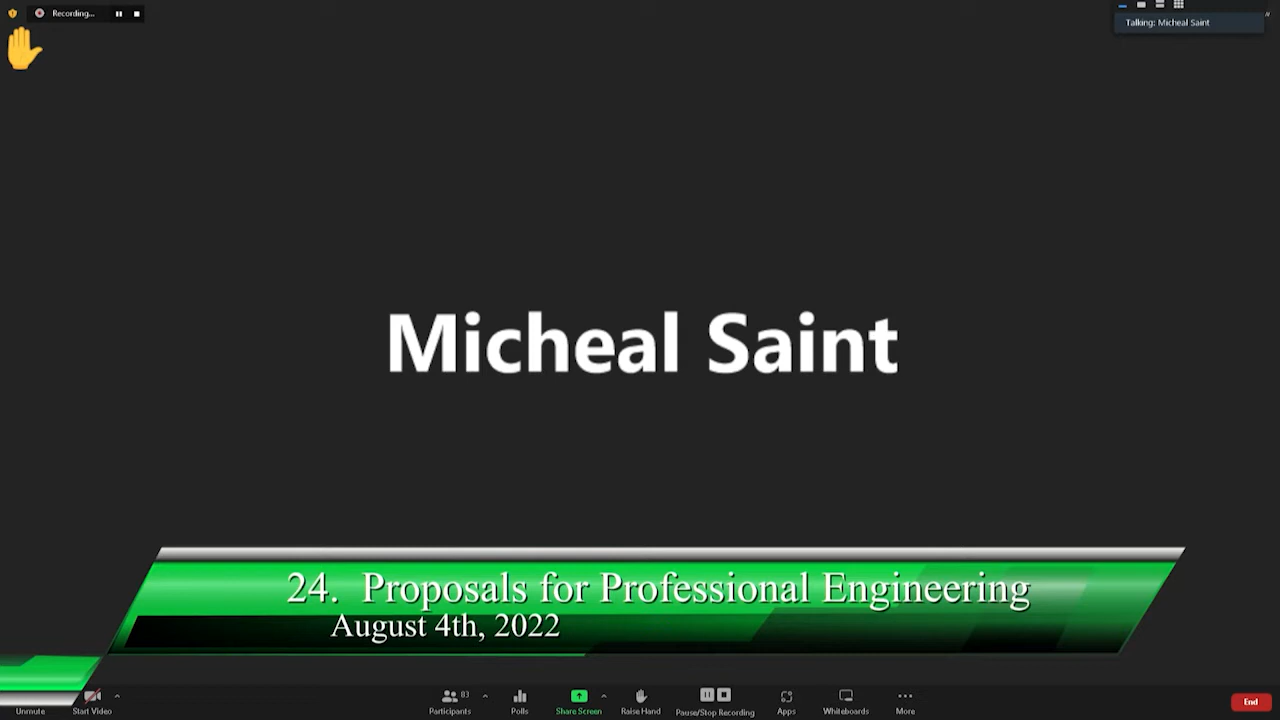 Recording...
Talking: Micheal Saint
Micheal Saint
24. Proposals for Professional Engineering
August 4th, 2022
Unmute
Start Video
Participants
83
Polls
Share Screen
Raise Hand
Pause/Stop Recording
Apps
Whiteboards
More
End